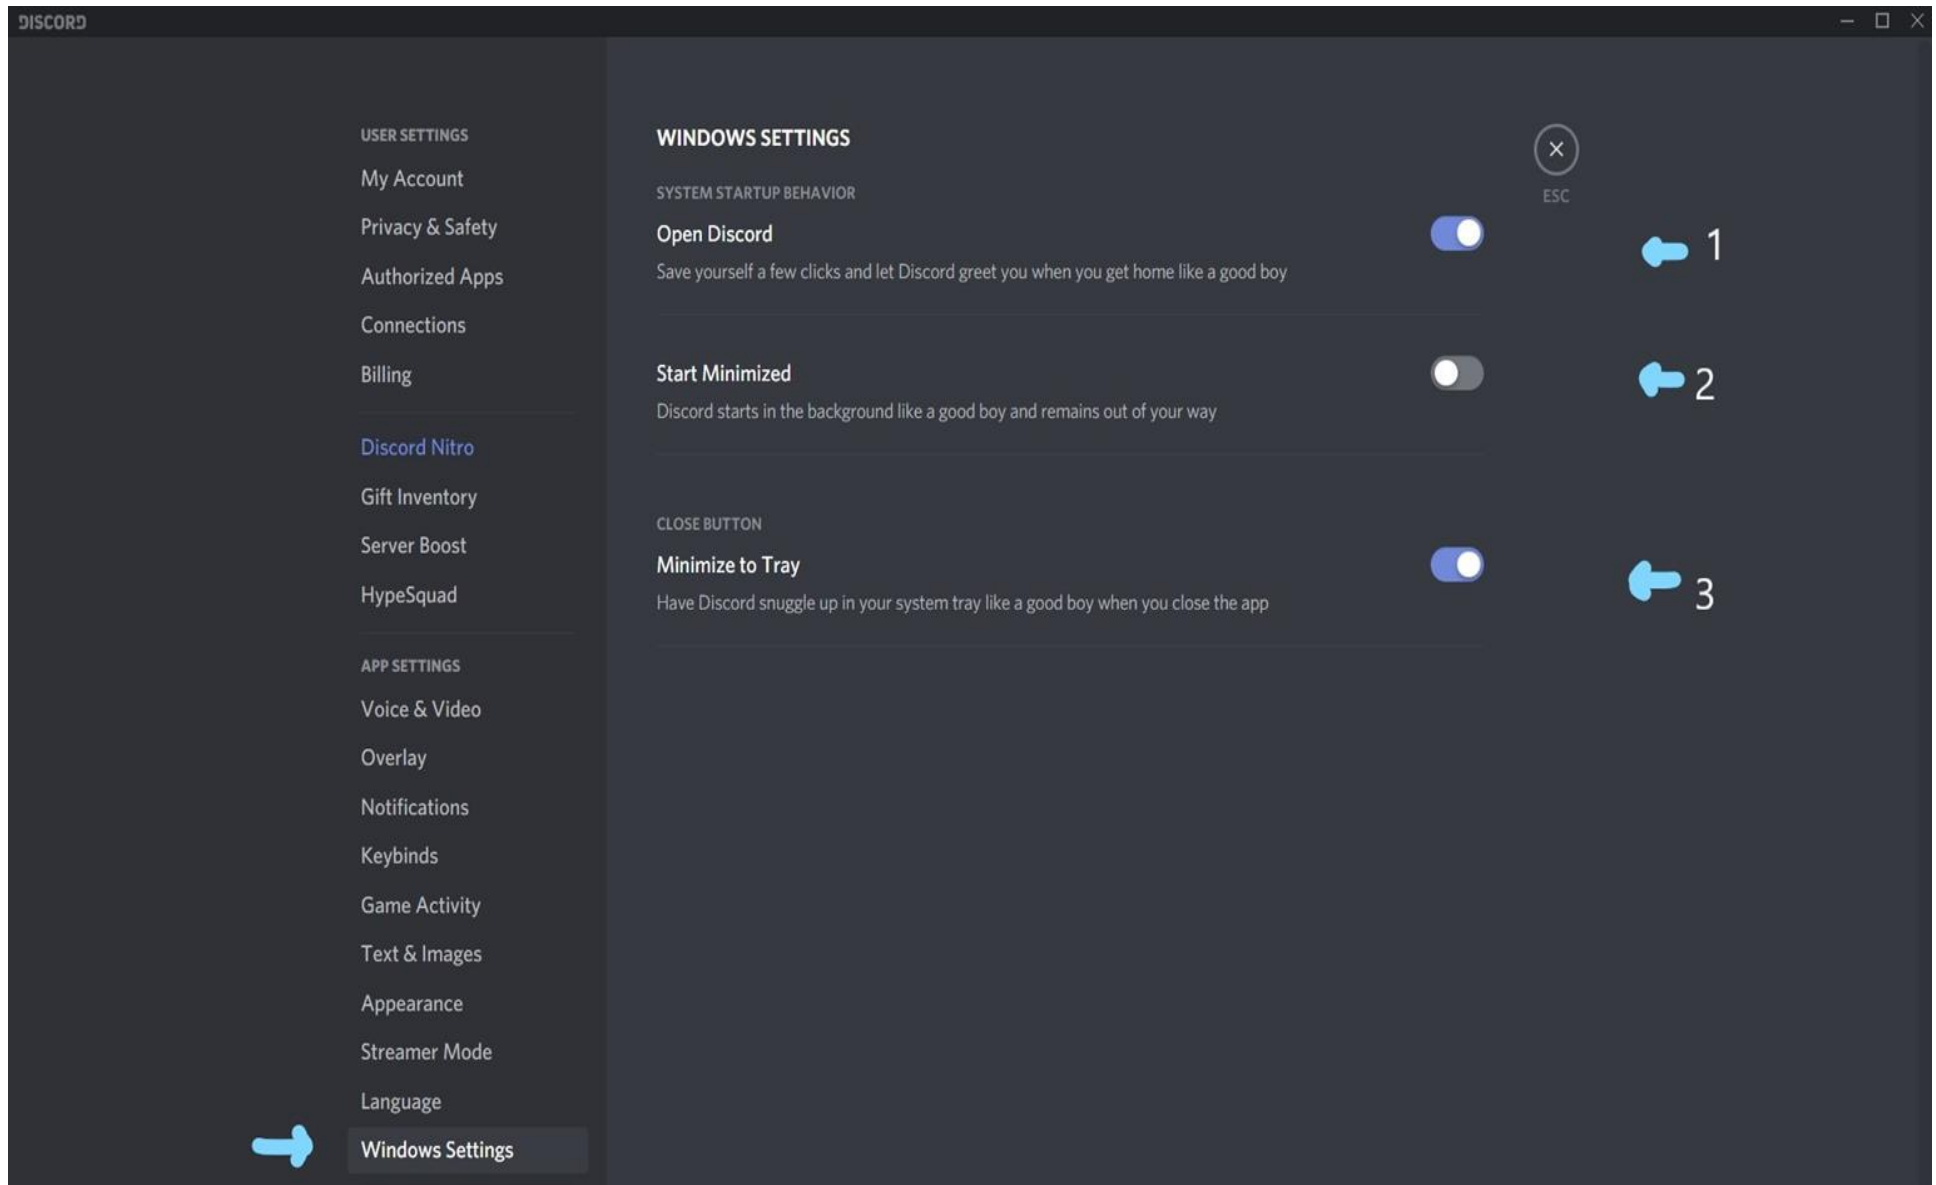 DISCORD
USER SETTINGS
My Account
Privacy & Safety
Authorized Apps
Connections
Billing
Discord Nitro
Gift Inventory
Server Boost
HypeSquad
APP SETTINGS
Voice & Video
Overlay
Notifications
Keybinds
Game Activity
Text & Images
Appearance
Streamer Mode
Language
Windows Settings
WINDOWS SETTINGS
ESC
SYSTEM STARTUP BEHAVIOR
Open Discord
1
Save yourself a few clicks and let Discord greet you when you get home like a good boy
Start Minimized
2
Discord starts in the background like a good boy and remains out of your way
CLOSE BUTTON
Minimize to Tray
3
Have Discord snuggle up in your system tray like a good boy when you close the app